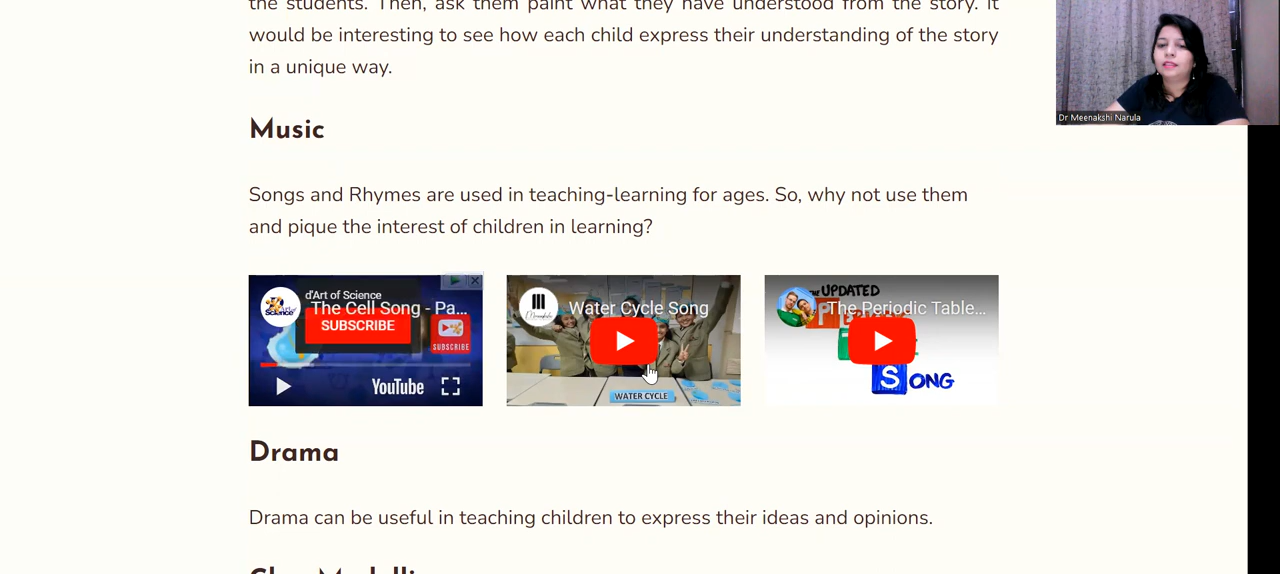 the students. Then, ask them paint what they have understood from the story. It
would be interesting to see how each child express their understanding of the story
in a unique way.
Dr Meenakshi Narula
Music
Songs and Rhymes are used in teaching-learning for ages. So, why not use them
and pique the interest of children in learning?
d'Art of Science
The Cell Song - Pa...
SUBSCRIBE
SUBSCRIBE
YouTube
Water Cycle Song
WATER CYCLE
THE UPDATED
The Periodic Table...
SONG
Drama
Drama can be useful in teaching children to express their ideas and opinions.